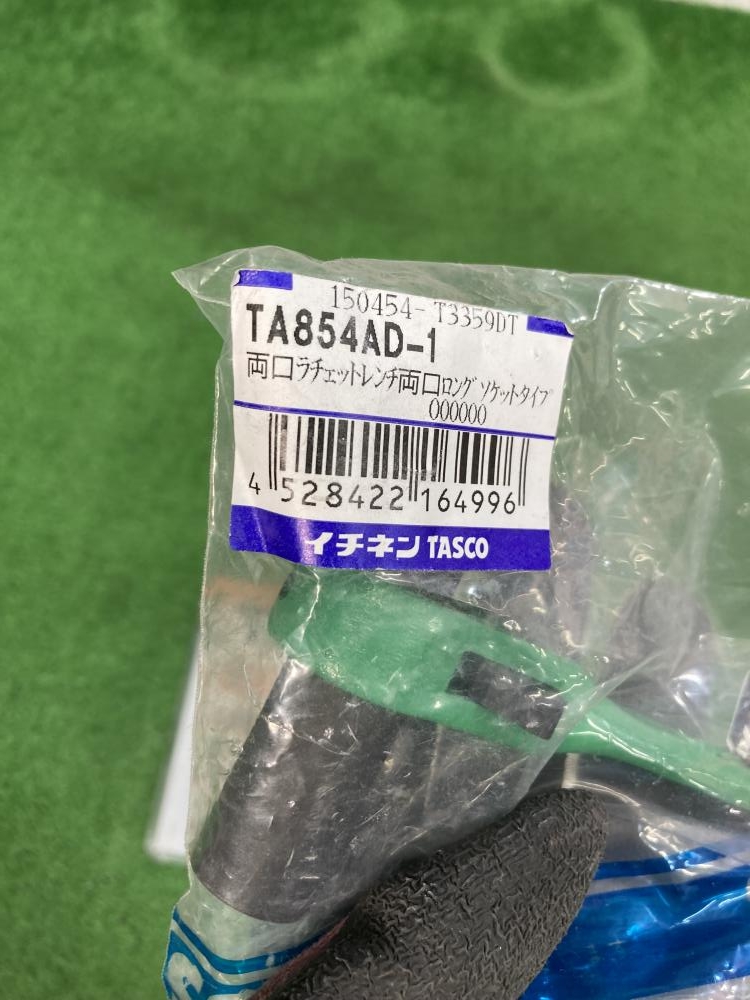 150454-T3359DT
TA854AD-1
両口ラチェットレンチ両口ロングソケットタイプ
000000
4 528422 164996
イチネン TASCO